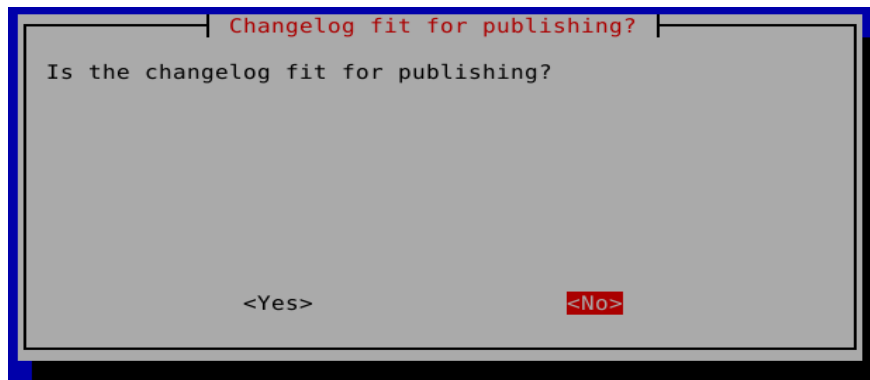 Changelog fit for publishing?
Is the changelog fit for publishing?
<Yes> <No>